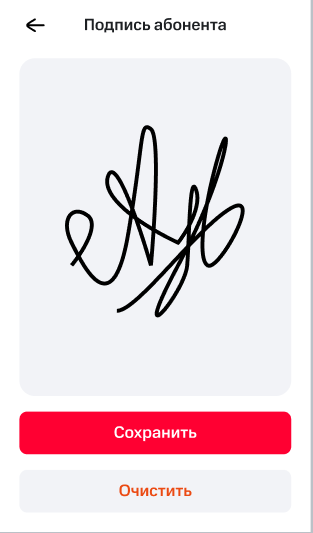 Подпись абонента
Сохранить
Очистить